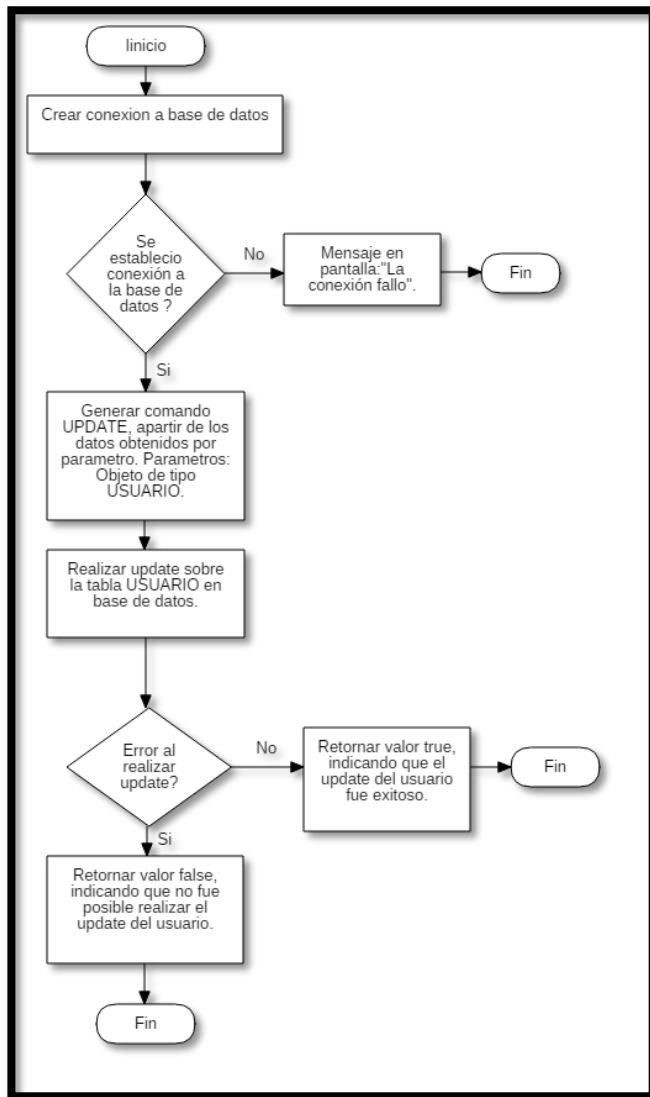 Iinicio
Crear conexion a base de datos
Se
establecio
conexión a
la base de
datos ?
No
Mensaje en
pantalla:"La
conexión fallo".
Fin
Si
Generar comando
UPDATE, apartir de los
datos obtenidos por
parametro. Parametros:
Objeto de tipo
USUARIO.
Realizar update sobre
la tabla USUARIO en
base de datos.
Error al
realizar
update?
No
Retornar valor true,
indicando que el
update del usuario
fue exitoso.
Fin
Si
Retornar valor false,
indicando que no fue
posible realizar el
update del usuario.
Fin